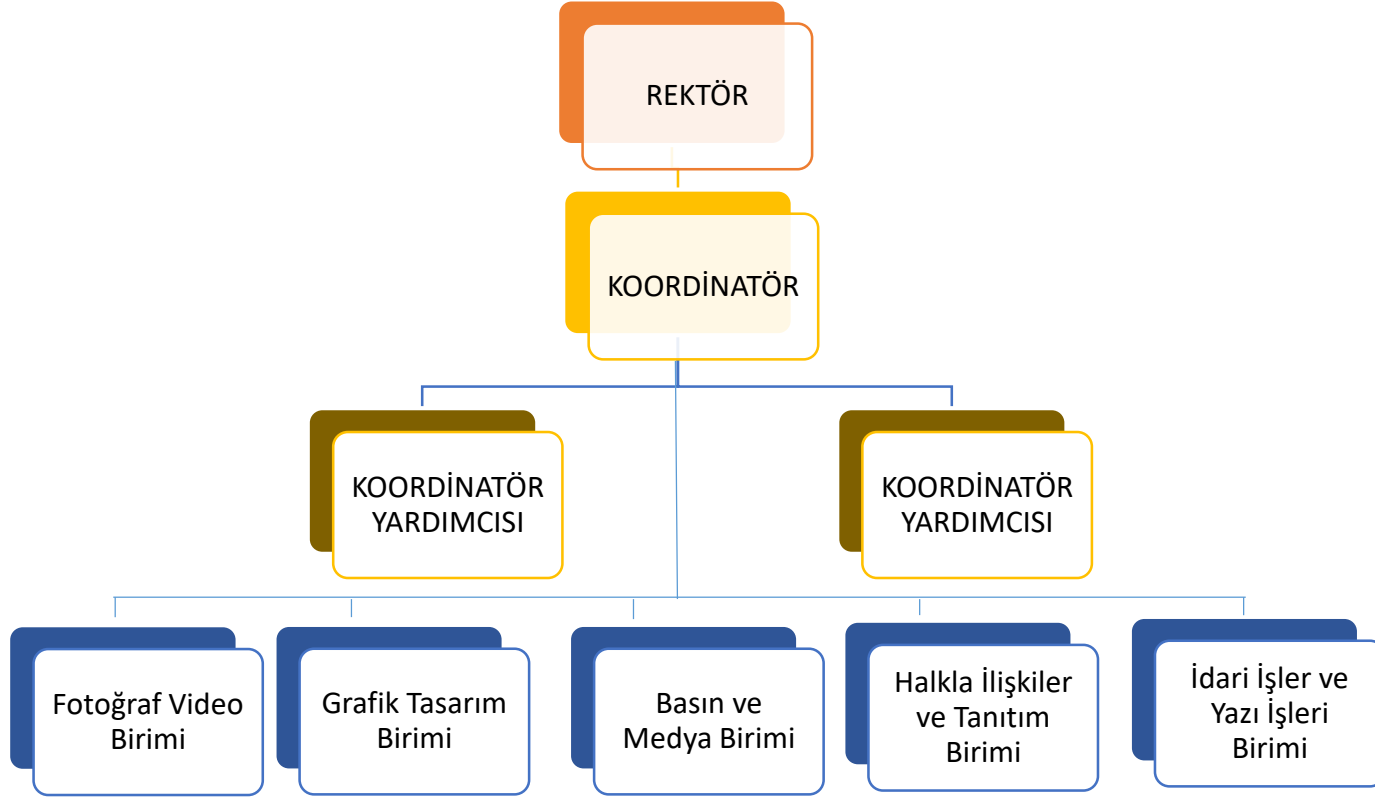 REKTÖR
KOORDİNATÖR
KOORDİNATÖR
YARDIMCISI
KOORDİNATÖR
YARDIMCISI
Fotoğraf Video
Birimi
Grafik Tasarım
Birimi
Basın ve
Medya Birimi
Halkla İlişkiler
ve Tanıtım
Birimi
İdari İşler ve
Yazı İşleri
Birimi